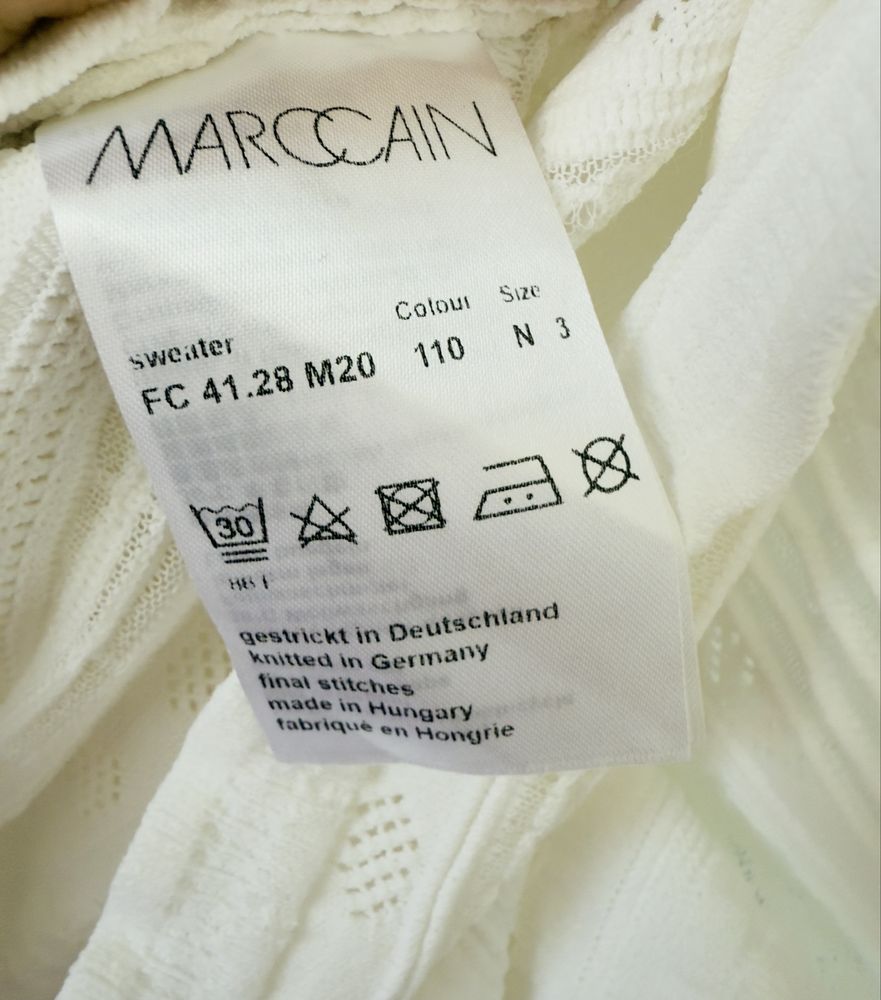 MARCCAIN
Colour Size
sweater
FC 41.28 M20 110 N 3
30
gestrickt in Deutschland
knitted in Germany
final stitches
made in Hungary
fabriqué en Hongrie